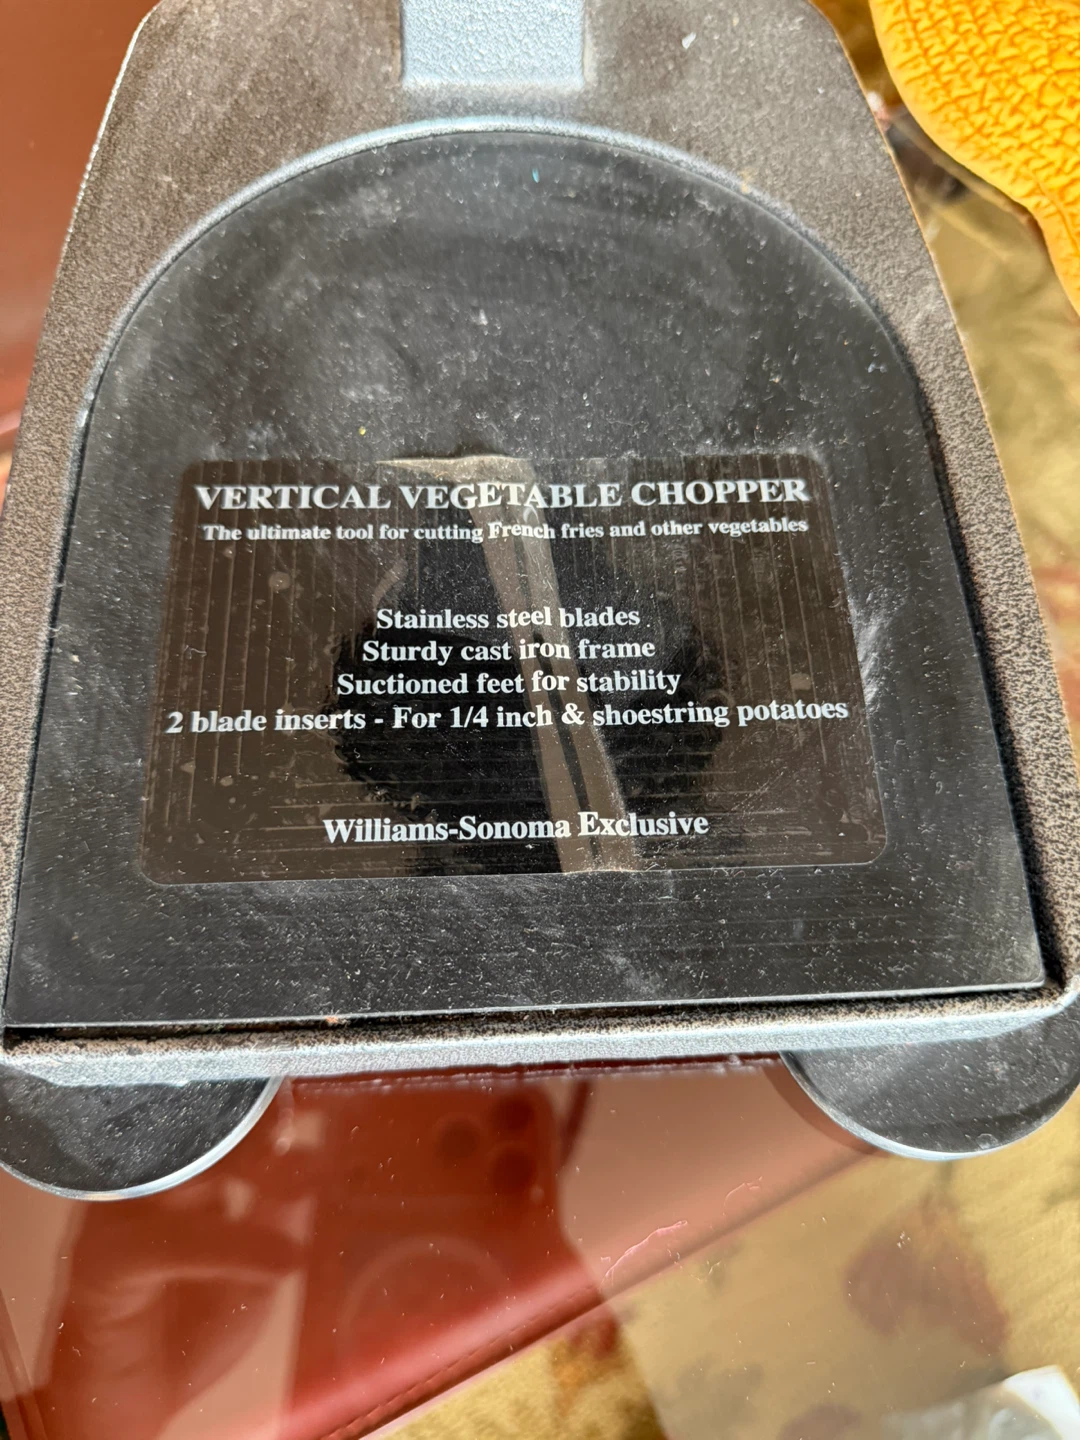 VERTICAL VEGETABLE CHOPPER
The ultimate tool for cutting French fries and other vegetables
Stainless steel blades
Sturdy cast iron frame
Suctioned feet for stability
2 blade inserts - For 1/4 inch & shoestring potatoes
Williams-Sonoma Exclusive